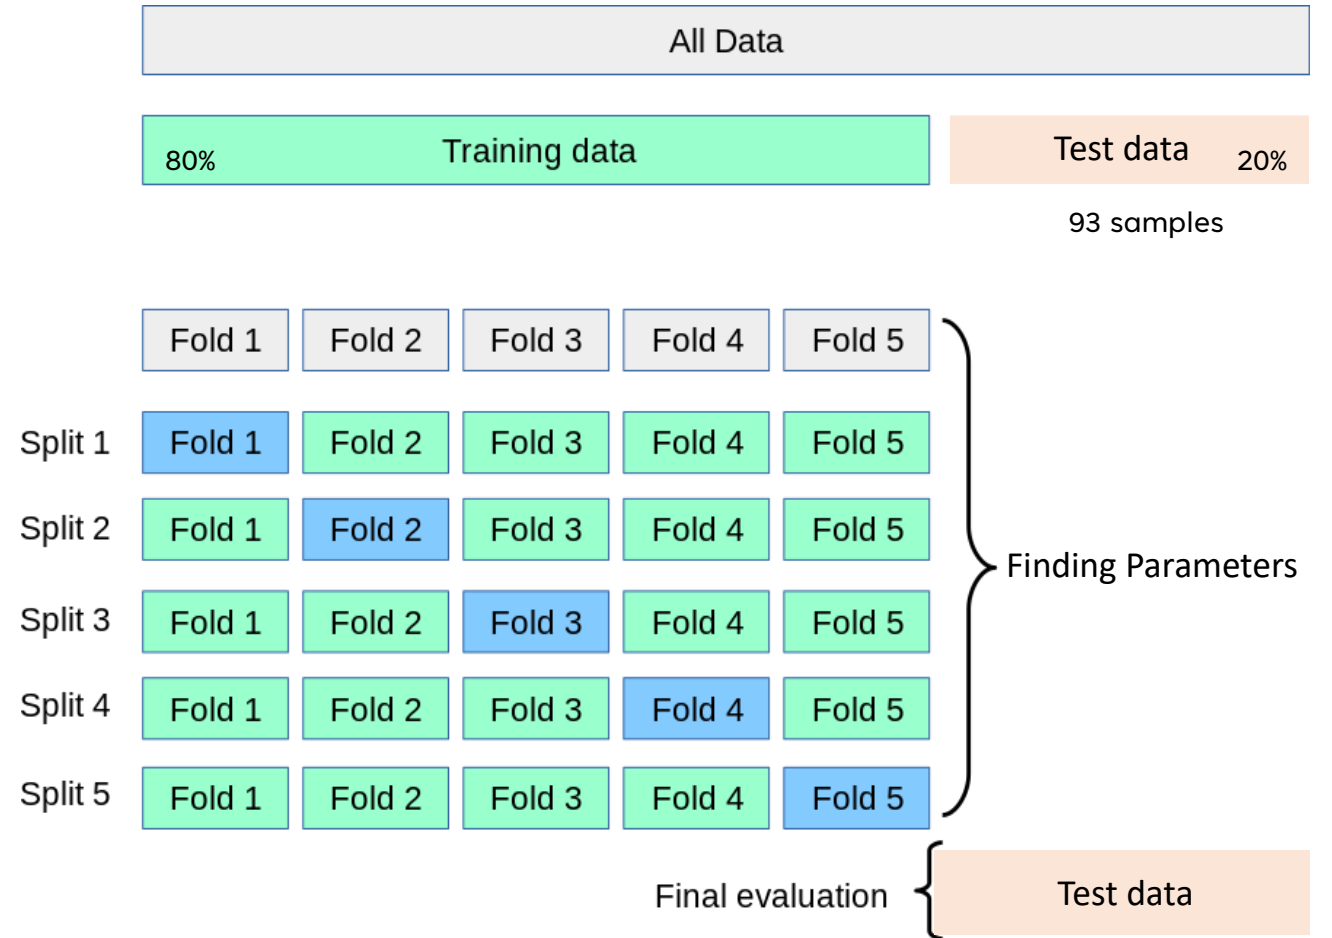 All Data
80% Training data Test data 20%
93 samples
Fold 1 Fold 2 Fold 3 Fold 4 Fold 5
Split 1 Fold 1 Fold 2 Fold 3 Fold 4 Fold 5
Split 2 Fold 1 Fold 2 Fold 3 Fold 4 Fold 5
Finding Parameters
Split 3 Fold 1 Fold 2 Fold 3 Fold 4 Fold 5
Split 4 Fold 1 Fold 2 Fold 3 Fold 4 Fold 5
Split 5 Fold 1 Fold 2 Fold 3 Fold 4 Fold 5
Final evaluation Test data